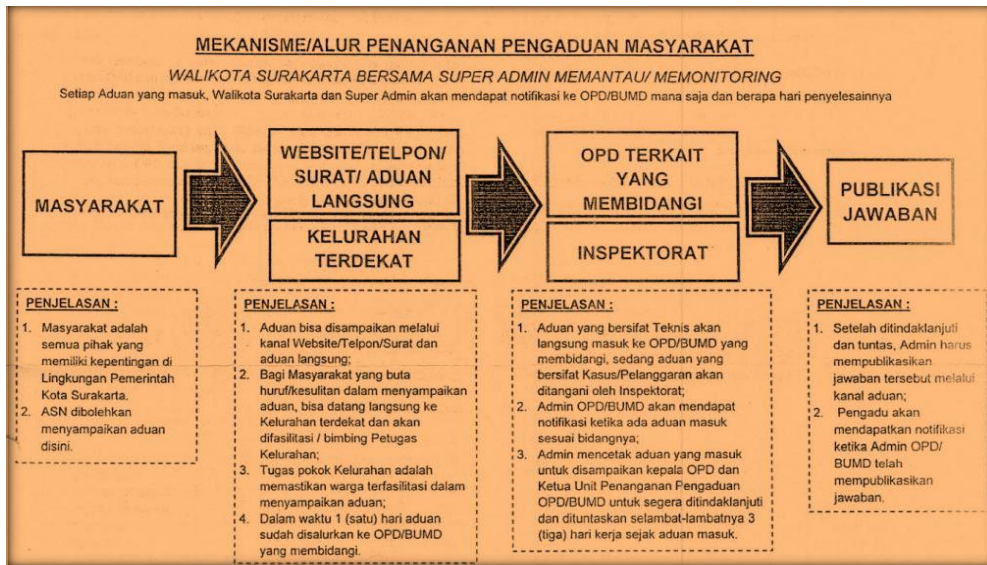 MEKANISME/ALUR PENANGANAN PENGADUAN MASYARAKAT
WALIKOTA SURAKARTA BERSAMA SUPER ADMIN MEMANTAU/ MEMONITORING
Setiap Aduan yang masuk, Walikota Surakarta dan Super Admin akan mendapat notifikasi ke OPD/BUMD mana saja dan berapa hari penyelesainnya
MASYARAKAT
WEBSITE/TELPON/
SURAT/ ADUAN
LANGSUNG
KELURAHAN
TERDEKAT
OPD TERKAIT
YANG
MEMBIDANGI
INSPEKTORAT
PUBLIKASI
JAWABAN
PENJELASAN :
1. Masyarakat adalah
semua pihak yang
memiliki kepentingan di
Lingkungan Pemerintah
Kota Surakarta.
2. ASN dibolehkan
menyampaikan aduan
disini.
PENJELASAN :
1. Aduan bisa disampaikan melalui
kanal Website/Telpon/Surat dan
aduan langsung;
2. Bagi Masyarakat yang buta
huruf/kesulitan dalam menyampaikan
aduan, bisa datang langsung ke
Kelurahan terdekat dan akan
difasilitasi / bimbing Petugas
Kelurahan;
3. Tugas pokok Kelurahan adalah
memastikan warga terfasilitasi dalam
menyampaikan aduan;
4. Dalam waktu 1 (satu) hari aduan
sudah disalurkan ke OPD/BUMD
yang membidangi.
PENJELASAN :
1. Aduan yang bersifat Teknis akan
langsung masuk ke OPD/BUMD yang
membidangi, sedang aduan yang
bersifat Kasus/Pelanggaran akan
ditangani oleh Inspektorat;
2. Admin OPD/BUMD akan mendapat
notifikasi ketika ada aduan masuk
sesuai bidangnya;
3. Admin mencetak aduan yang masuk
untuk disampaikan kepala OPD dan
Ketua Unit Penanganan Pengaduan
OPD/BUMD untuk segera ditindaklanjuti
dan dituntaskan selambat-lambatnya 3
(tiga) hari kerja sejak aduan masuk.
PENJELASAN :
1. Setelah ditindaklanjuti
dan tuntas, Admin harus
mempublikasikan
jawaban tersebut melalui
kanal aduan;
2. Pengadu akan
mendapatkan notifikasi
ketika Admin OPD/
BUMD telah
mempublikasikan
jawaban.